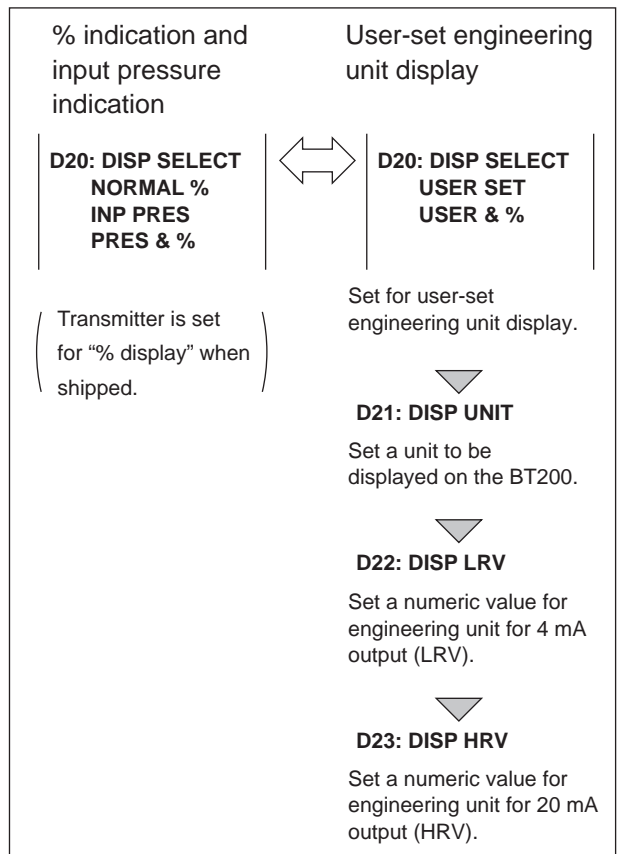 % indication and
input pressure
indication
D20: DISP SELECT
NORMAL %
INP PRES
PRES & %
Transmitter is set
for “% display” when
shipped.
User-set engineering
unit display
D20: DISP SELECT
USER SET
USER & %
Set for user-set
engineering unit display.
D21: DISP UNIT
Set a unit to be
displayed on the BT200.
D22: DISP LRV
Set a numeric value for
engineering unit for 4 mA
output (LRV).
D23: DISP HRV
Set a numeric value for
engineering unit for 20 mA
output (HRV).